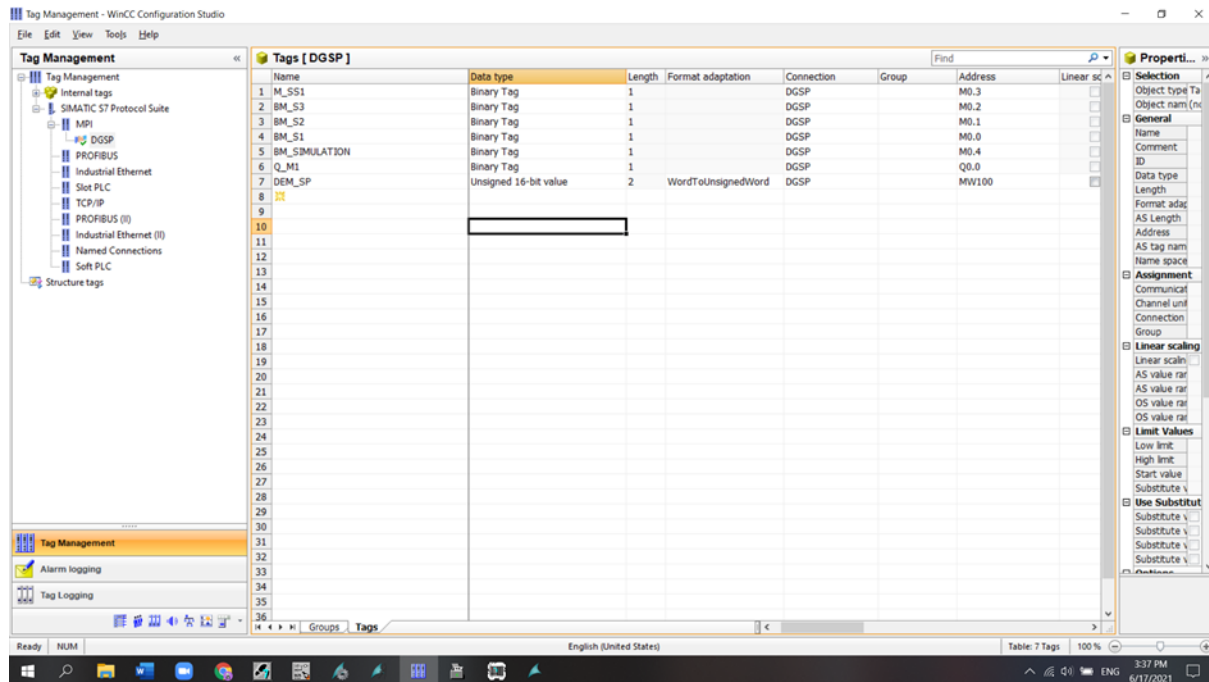 Tag Management - WinCC Configuration Studio
File Edit View Tools Help
Tag Management «
Tag Management
Internal tags
SIMATIC S7 Protocol Suite
MPI
DGSP
PROFIBUS
Industrial Ethernet
Slot PLC
TCP/IP
PROFIBUS (II)
Industrial Ethernet (II)
Named Connections
Soft PLC
Structure tags
Tag Management
Alarm logging
Tag Logging
Tags [ DGSP ] Find
Name Data type Length Format adaptation Connection Group Address Linear sc
1 M_SS1 Binary Tag 1 DGSP M0.3
2 BM_S3 Binary Tag 1 DGSP M0.2
3 BM_S2 Binary Tag 1 DGSP M0.1
4 BM_S1 Binary Tag 1 DGSP M0.0
5 BM_SIMULATION Binary Tag 1 DGSP M0.4
6 Q_M1 Binary Tag 1 DGSP Q0.0
7 DEM_SP Unsigned 16-bit value 2 WordToUnsignedWord DGSP MW100
8
9
10
11
12
13
14
15
16
17
18
19
20
21
22
23
24
25
26
27
28
29
30
31
32
33
34
35
36
Groups Tags
Properti... »
Selection
Object type Ta
Object nam (no
General
Name
Comment
ID
Data type
Length
Format adap
AS Length
Address
AS tag nam
Name space
Assignment
Communicat
Channel unit
Connection
Group
Linear scaling
Linear scalin
AS value ran
AS value ran
OS value ran
OS value ran
Limit Values
Low limit
High limit
Start value
Substitute v
Use Substitut
Substitute v
Substitute v
Substitute v
Substitute v
Options
Ready NUM English (United States) Table: 7 Tags 100 %
ENG 3:37 PM
6/17/2021